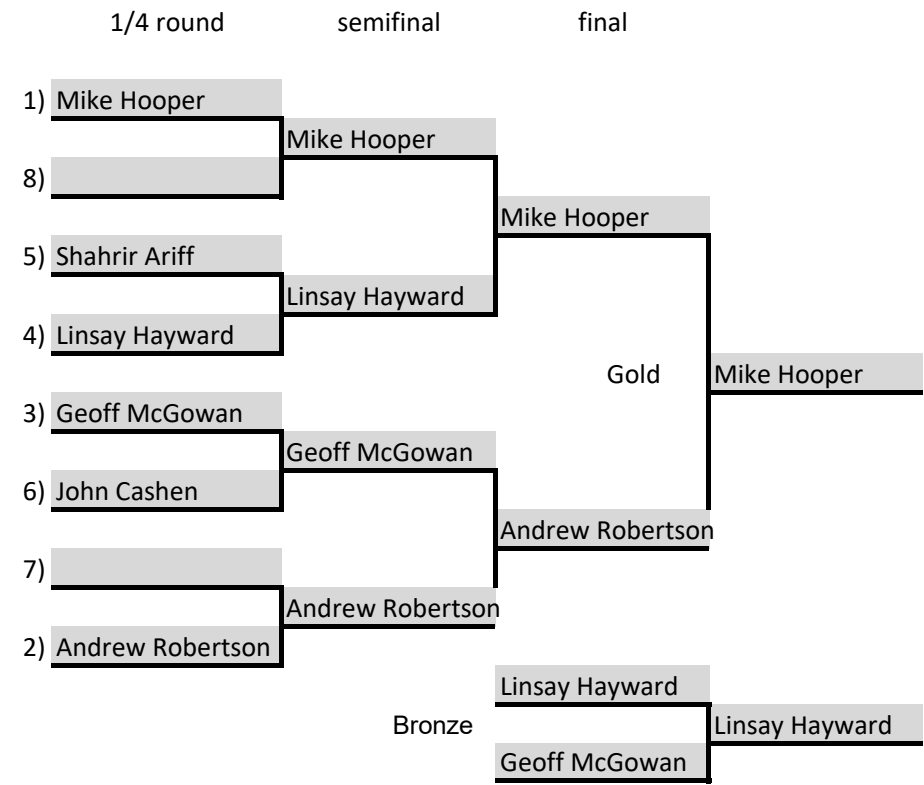 1/4 round semifinal final
1) Mike Hooper
Mike Hooper
8)
Mike Hooper
5) Shahrir Ariff
Linsay Hayward
4) Linsay Hayward
Gold Mike Hooper
3) Geoff McGowan
Geoff McGowan
6) John Cashen
Andrew Robertson
7)
Andrew Robertson
2) Andrew Robertson
Linsay Hayward
Bronze Linsay Hayward
Geoff McGowan